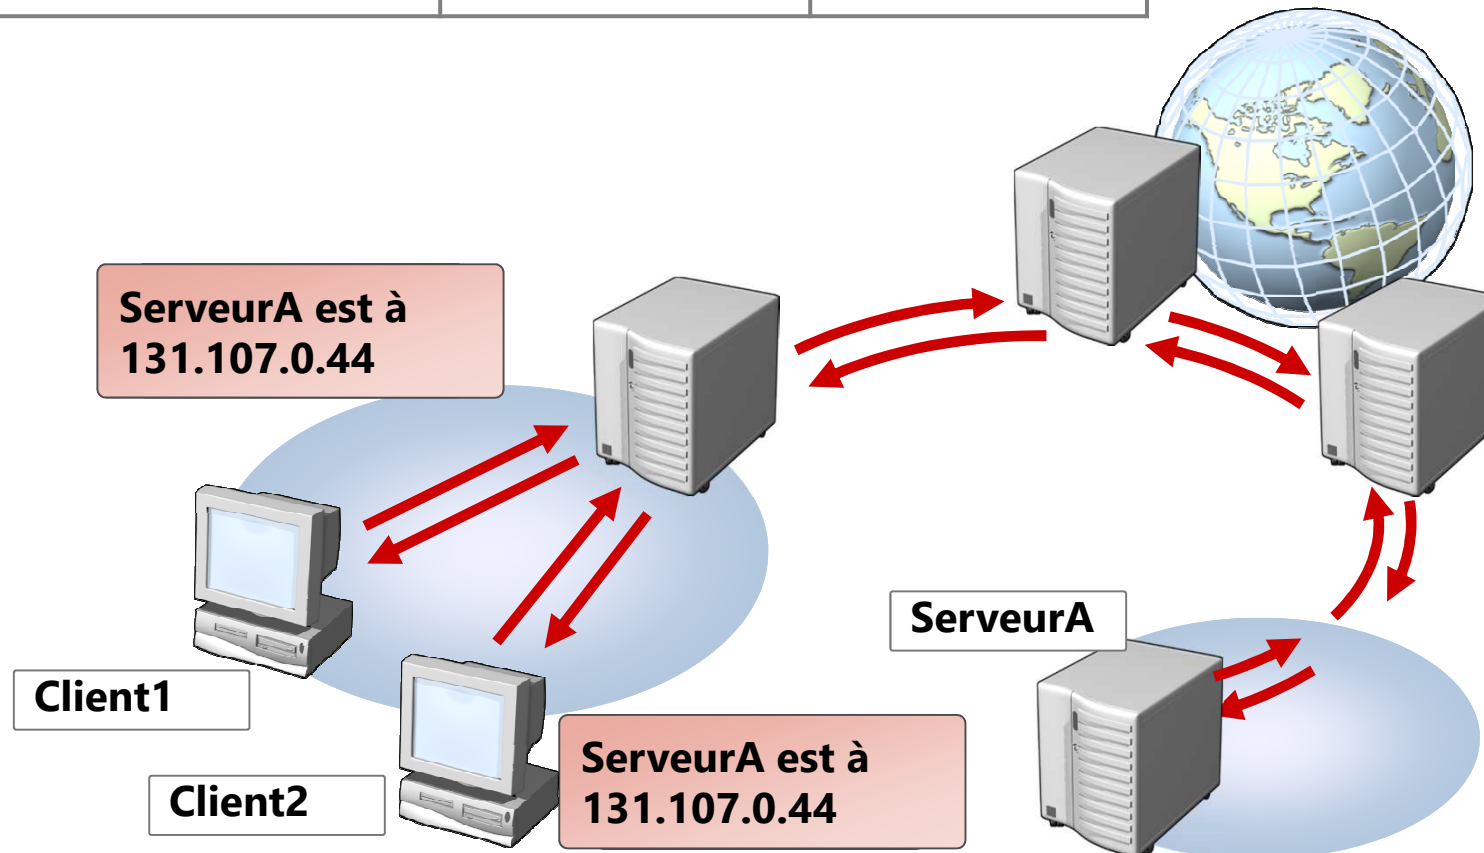 ServeurA est à
131.107.0.44
ServeurA
Client1
Client2
ServeurA est à
131.107.0.44